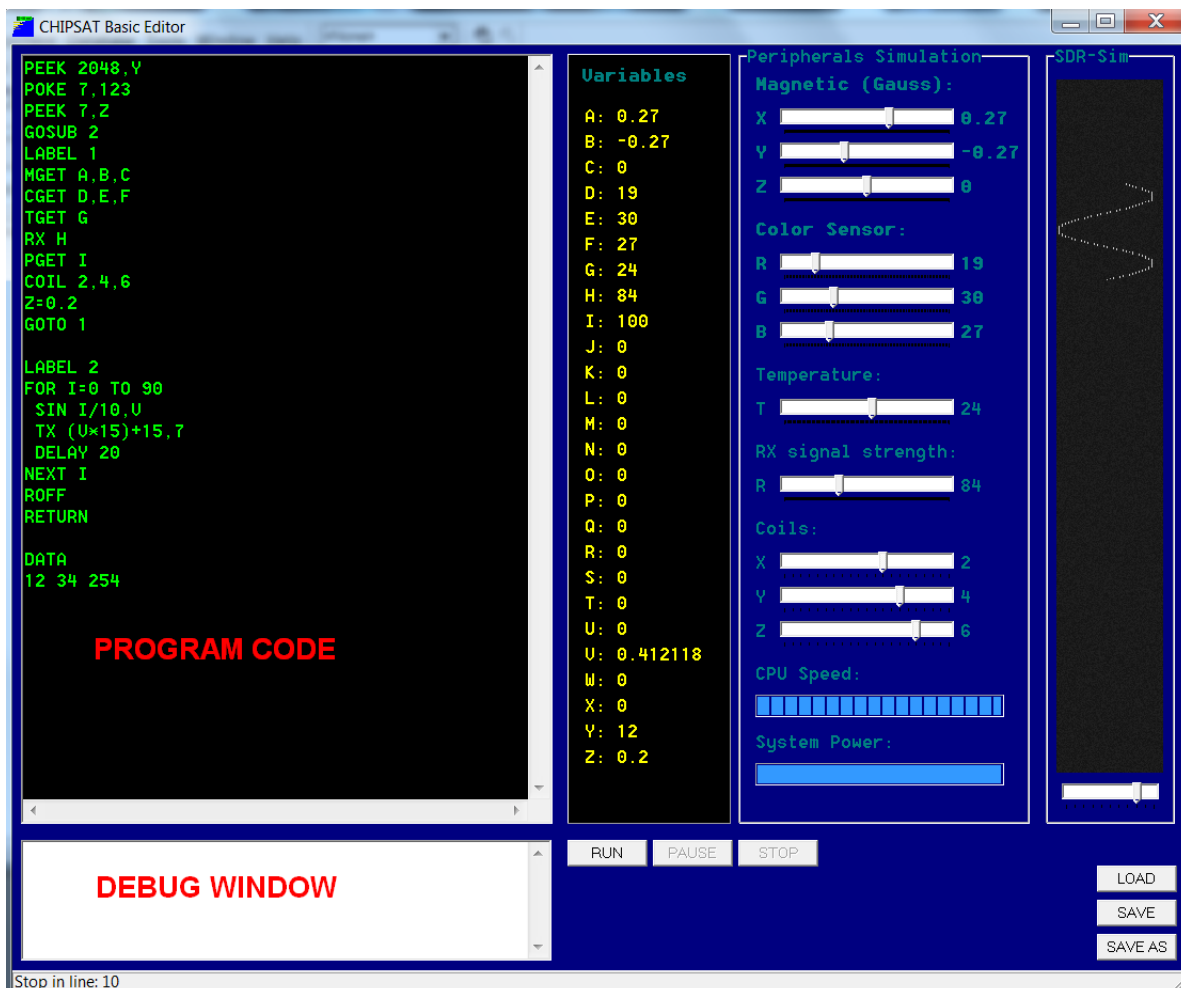 CHIPSAT Basic Editor
PEEK 2048,Y
POKE 7,123
PEEK 7,Z
GOSUB 2
LABEL 1
MGET A,B,C
CGET D,E,F
TGET G
RX H
PGET I
COIL 2,4,6
Z=0.2
GOTO 1
LABEL 2
FOR I=0 TO 90
SIN I/10,V
TX (V*15)+15,7
DELAY 20
NEXT I
ROFF
RETURN
DATA
12 34 254
PROGRAM CODE
Variables
A: 0.27
B: -0.27
C: 0
D: 19
E: 30
F: 27
G: 24
H: 84
I: 100
J: 0
K: 0
L: 0
M: 0
N: 0
O: 0
P: 0
Q: 0
R: 0
S: 0
T: 0
U: 0
V: 0.412118
W: 0
X: 0
Y: 12
Z: 0.2
Peripherals Simulation
Magnetic (Gauss):
X 0.27
Y -0.27
Z 0
Color Sensor:
R 19
G 30
B 27
Temperature:
T 24
RX signal strength:
R 84
Coils:
X 2
Y 4
Z 6
CPU Speed:
System Power:
SDR-Sim
DEBUG WINDOW
RUN PAUSE STOP
LOAD
SAVE
SAVE AS
Stop in line: 10